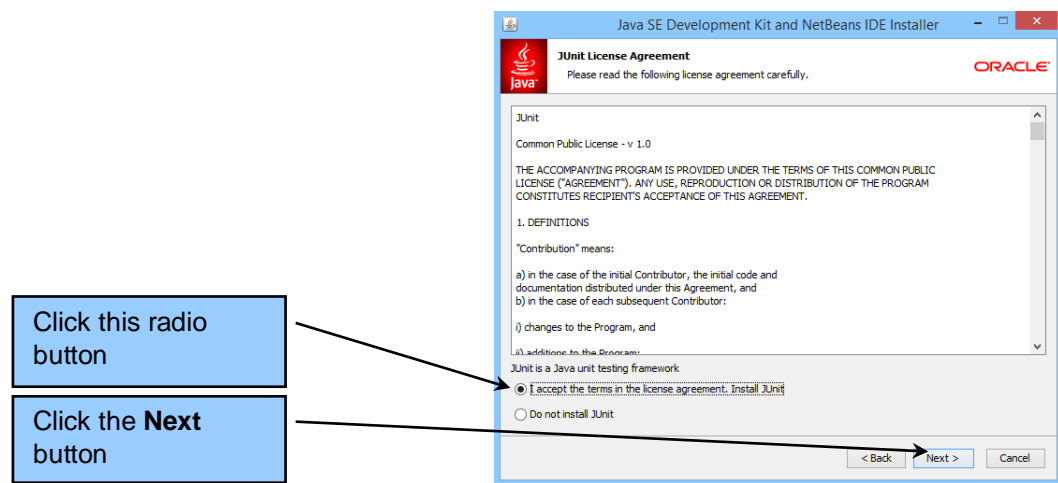 Java SE Development Kit and NetBeans IDE Installer
Java
JUnit License Agreement
Please read the following license agreement carefully.
ORACLE
JUnit
Common Public License - v 1.0
THE ACCOMPANYING PROGRAM IS PROVIDED UNDER THE TERMS OF THIS COMMON PUBLIC
LICENSE ("AGREEMENT"). ANY USE, REPRODUCTION OR DISTRIBUTION OF THE PROGRAM
CONSTITUTES RECIPIENT'S ACCEPTANCE OF THIS AGREEMENT.
1. DEFINITIONS
"Contribution" means:
a) in the case of the initial Contributor, the initial code and
documentation distributed under this Agreement, and
b) in the case of each subsequent Contributor:
i) changes to the Program, and
ii) additions to the Program;
JUnit is a Java unit testing framework
I accept the terms in the license agreement. Install JUnit
Do not install JUnit
< Back
Next >
Cancel
Click this radio
button
Click the Next
button